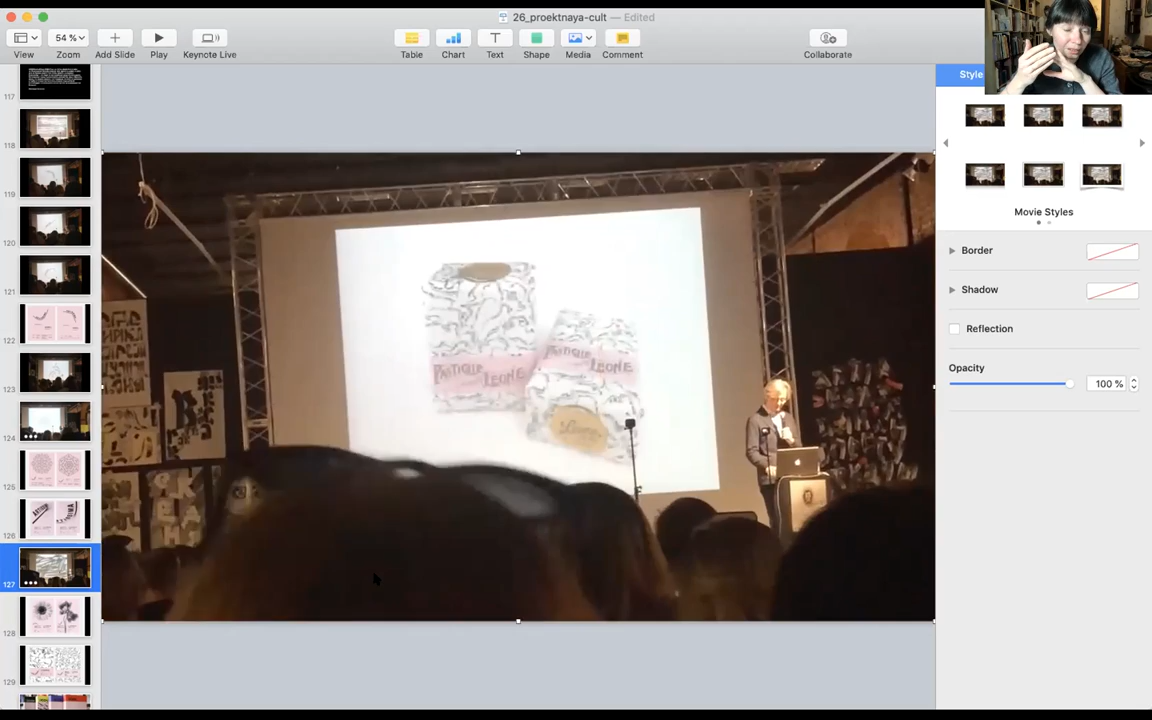 26_proektnaya-cult — Edited
54 %
View
Zoom
Add Slide
Play
Keynote Live
Table
Chart
Text
Shape
Media
Comment
Collaborate
Style
Movie Styles
Border
Shadow
Reflection
Opacity
100 %
PASTIGLIE LEONE
PASTIGLIE LEONE
117
118
119
120
121
122
123
124
125
126
127
128
129